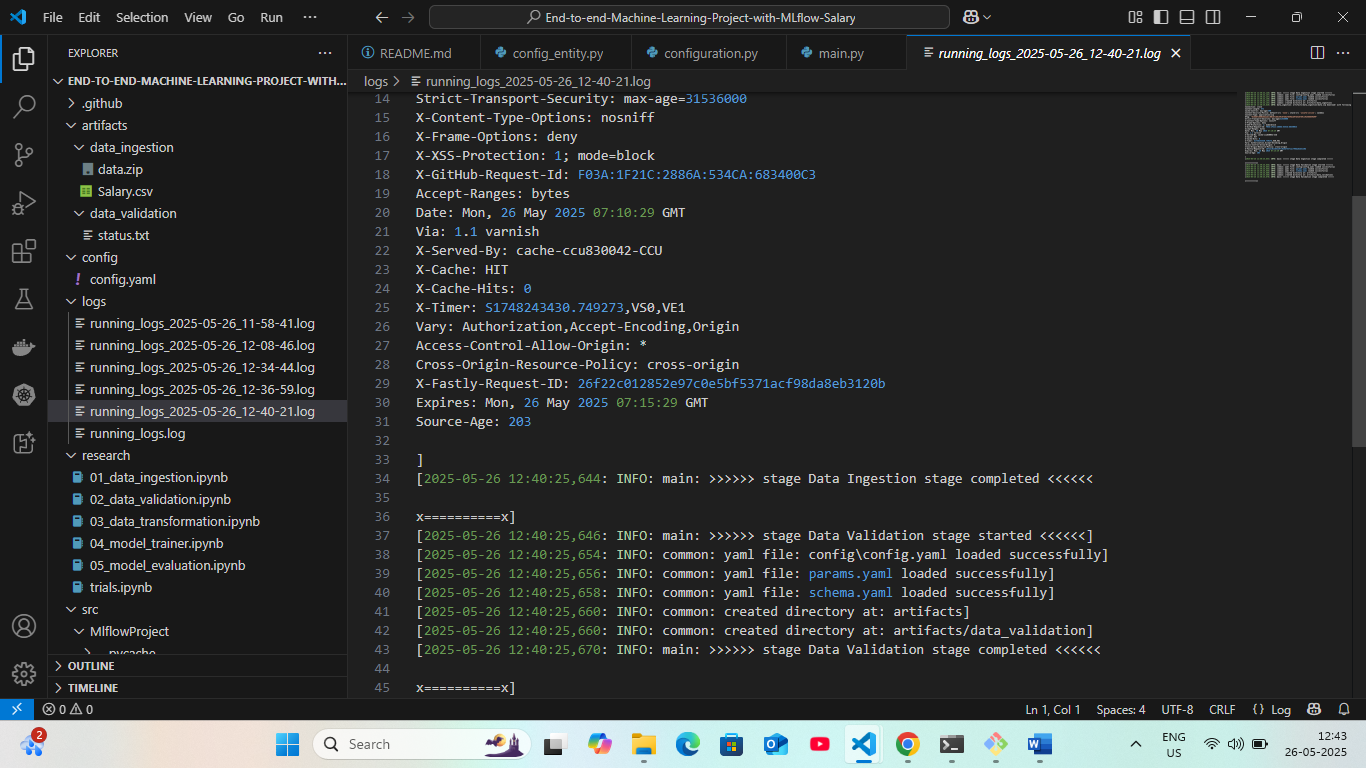 File Edit Selection View Go Run ···
End-to-end-Machine-Learning-Project-with-MLflow-Salary
EXPLORER ···
END-TO-END-MACHINE-LEARNING-PROJECT-WITH...
.github
artifacts
data_ingestion
data.zip
Salary.csv
data_validation
status.txt
config
config.yaml
logs
running_logs_2025-05-26_11-58-41.log
running_logs_2025-05-26_12-08-46.log
running_logs_2025-05-26_12-34-44.log
running_logs_2025-05-26_12-36-59.log
running_logs_2025-05-26_12-40-21.log
running_logs.log
research
01_data_ingestion.ipynb
02_data_validation.ipynb
03_data_transformation.ipynb
04_model_trainer.ipynb
05_model_evaluation.ipynb
trials.ipynb
src
MlflowProject
OUTLINE
TIMELINE
README.md config_entity.py configuration.py main.py running_logs_2025-05-26_12-40-21.log
logs > running_logs_2025-05-26_12-40-21.log
14 Strict-Transport-Security: max-age=31536000
15 X-Content-Type-Options: nosniff
16 X-Frame-Options: deny
17 X-XSS-Protection: 1; mode=block
18 X-GitHub-Request-Id: F03A:1F21C:2886A:534CA:683400C3
19 Accept-Ranges: bytes
20 Date: Mon, 26 May 2025 07:10:29 GMT
21 Via: 1.1 varnish
22 X-Served-By: cache-ccu830042-CCU
23 X-Cache: HIT
24 X-Cache-Hits: 0
25 X-Timer: S1748243430.749273,VS0,VE1
26 Vary: Authorization,Accept-Encoding,Origin
27 Access-Control-Allow-Origin: *
28 Cross-Origin-Resource-Policy: cross-origin
29 X-Fastly-Request-ID: 26f22c012852e97c0e5bf5371acf98da8eb3120b
30 Expires: Mon, 26 May 2025 07:15:29 GMT
31 Source-Age: 203
32
33 ]
34 [2025-05-26 12:40:25,644: INFO: main: >>>>>> stage Data Ingestion stage completed <<<<<<
35
36 x==========x]
37 [2025-05-26 12:40:25,646: INFO: main: >>>>>> stage Data Validation stage started <<<<<<]
38 [2025-05-26 12:40:25,654: INFO: common: yaml file: config\config.yaml loaded successfully]
39 [2025-05-26 12:40:25,656: INFO: common: yaml file: params.yaml loaded successfully]
40 [2025-05-26 12:40:25,658: INFO: common: yaml file: schema.yaml loaded successfully]
41 [2025-05-26 12:40:25,660: INFO: common: created directory at: artifacts]
42 [2025-05-26 12:40:25,660: INFO: common: created directory at: artifacts/data_validation]
43 [2025-05-26 12:40:25,670: INFO: main: >>>>>> stage Data Validation stage completed <<<<<<
44
45 x==========x]
0 0 Ln 1, Col 1 Spaces: 4 UTF-8 CRLF {} Log
2 Search ENG US 12:43 26-05-2025